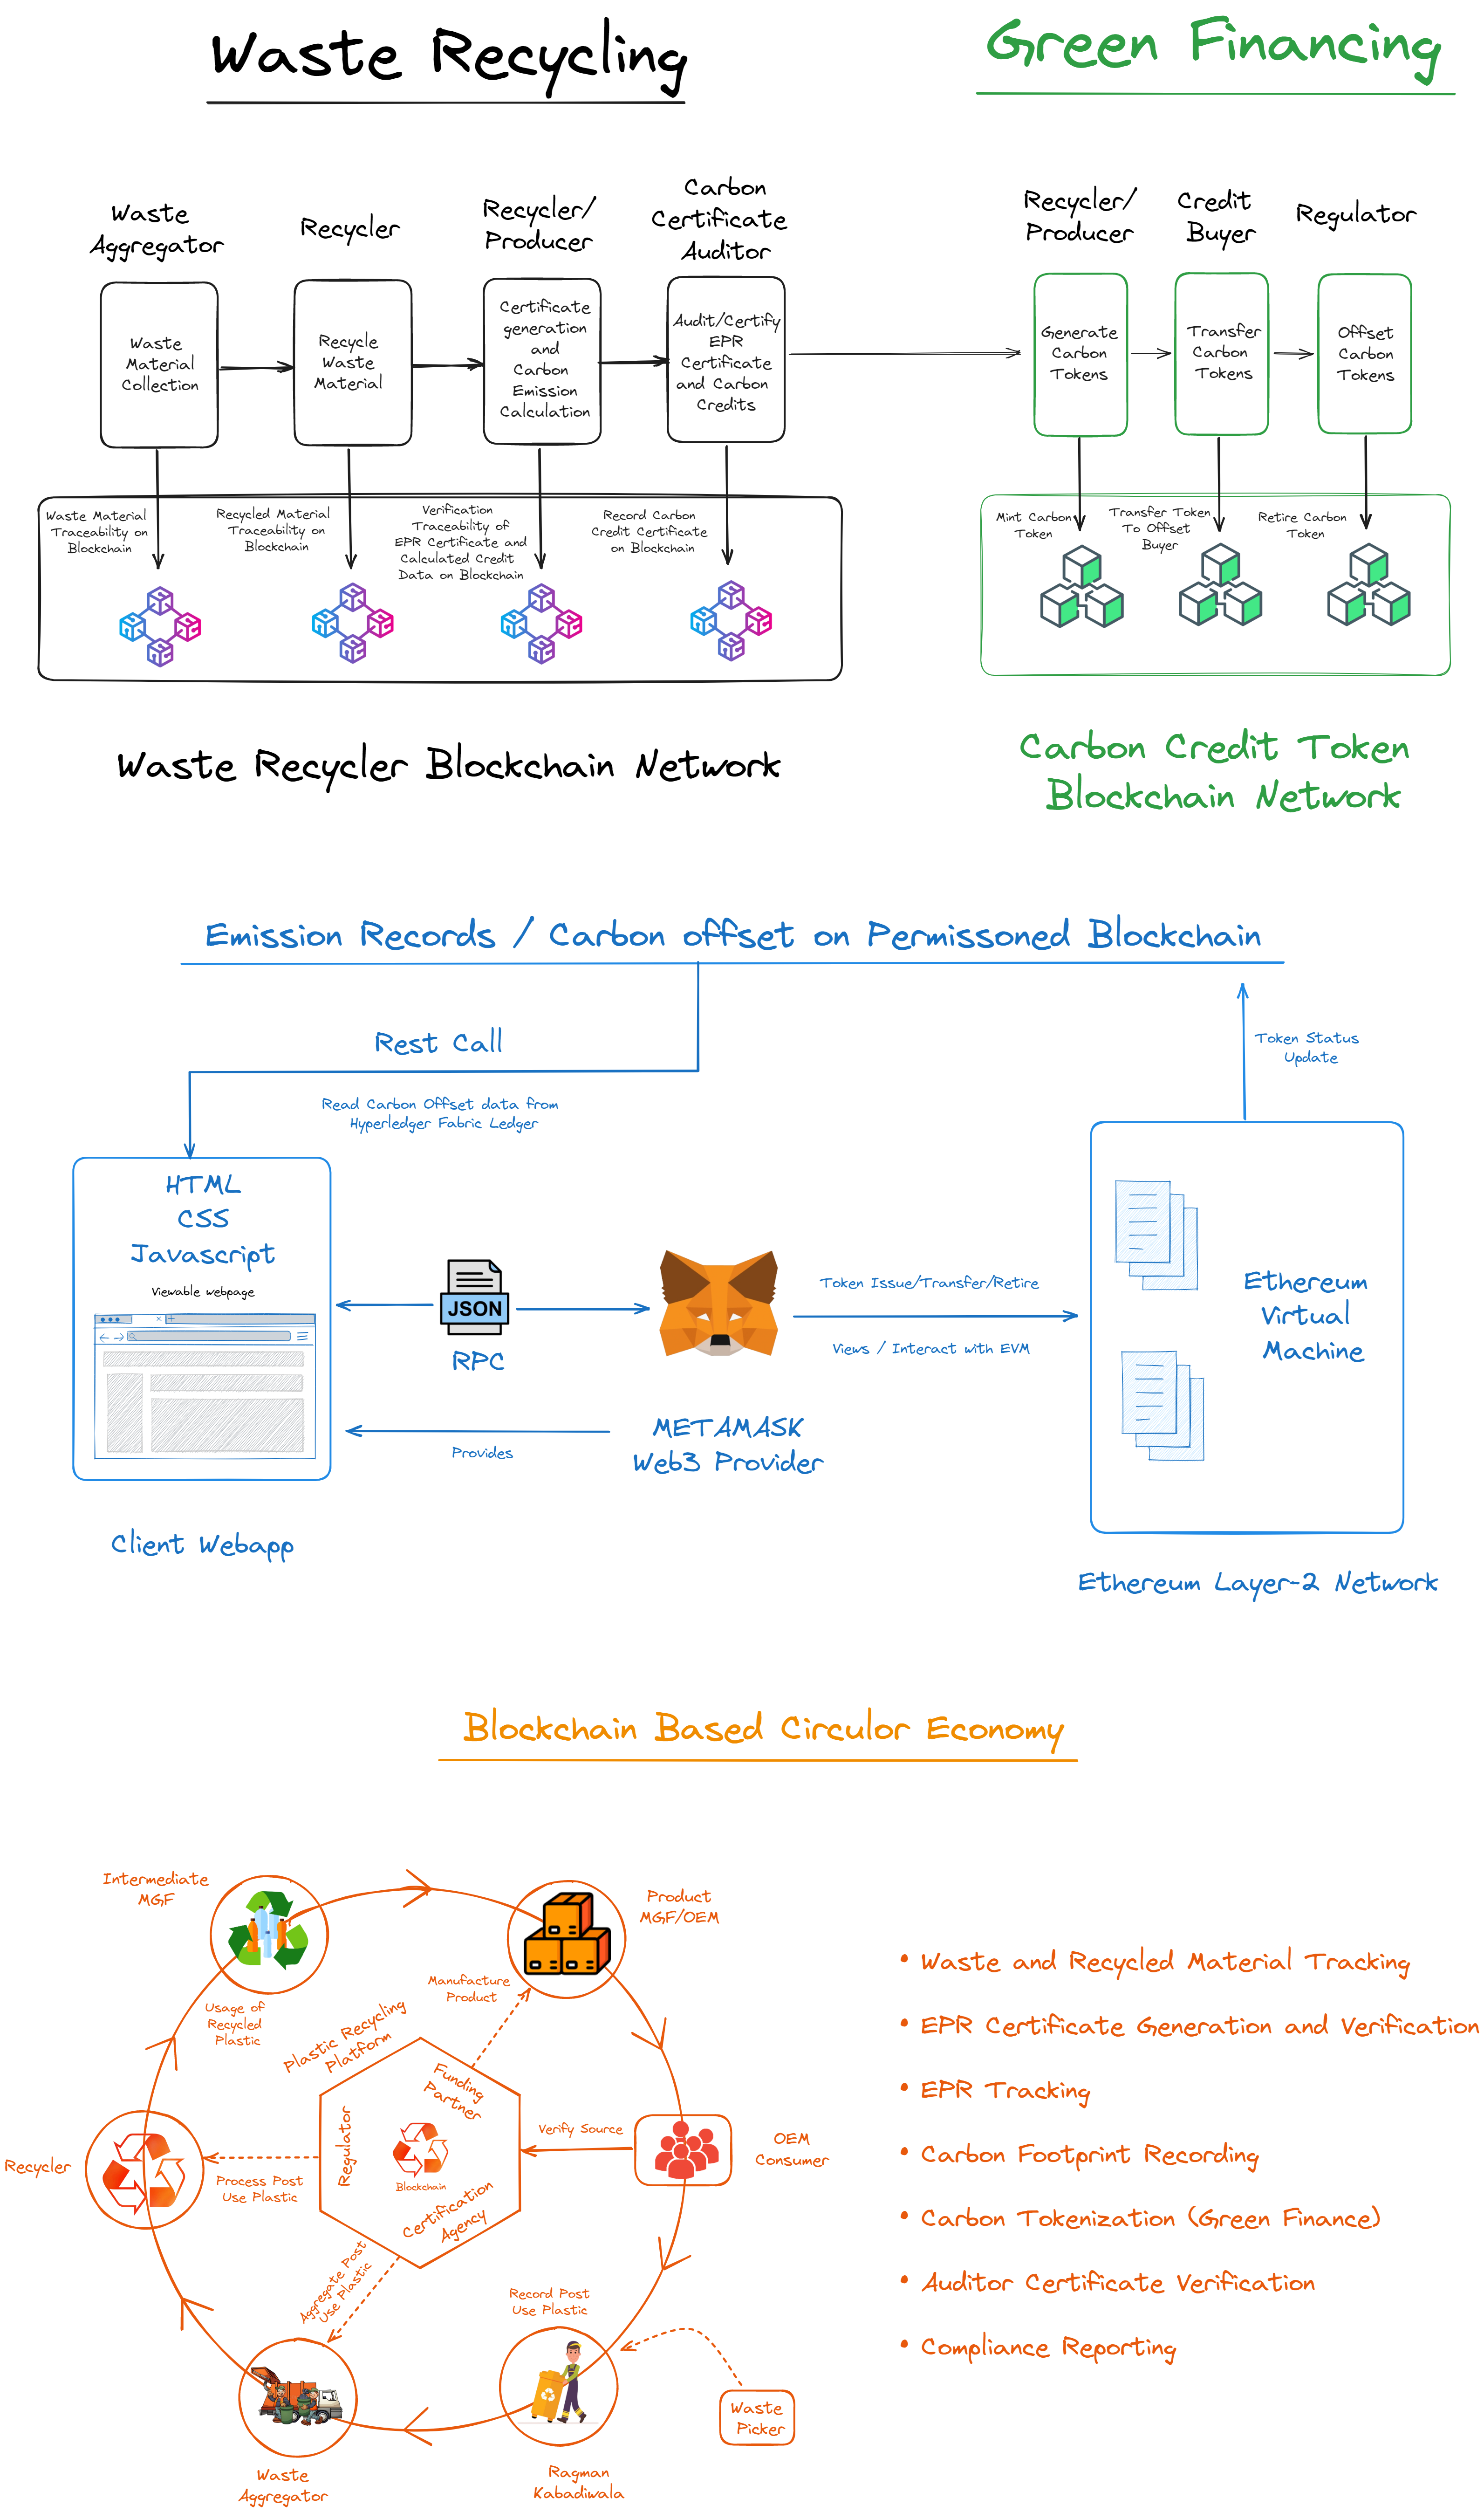 Waste Recycling
Green Financing
Waste
Aggregator
Recycler
Recycler/
Producer
Carbon
Certificate
Auditor
Recycler/
Producer
Credit
Buyer
Regulator
Waste
Material
Collection
Recycle
Waste
Material
Certificate
generation
and
Carbon
Emission
Calculation
Audit/Certify
EPR
Certificate
and Carbon
Credits
Generate
Carbon
Tokens
Transfer
Carbon
Tokens
Offset
Carbon
Tokens
Waste Material
Traceability on
Blockchain
Recycled Material
Traceability on
Blockchain
Verification
Traceability of
EPR Certificate and
Calculated Credit
Data on Blockchain
Record Carbon
Credit Certificate
on Blockchain
Mint Carbon
Token
Transfer Token
To Offset
Buyer
Retire Carbon
Token
Waste Recycler Blockchain Network
Carbon Credit Token
Blockchain Network
Emission Records / Carbon offset on Permissoned Blockchain
Rest Call
Read Carbon Offset data from
Hyperledger Fabric Ledger
Token Status
Update
HTML
CSS
Javascript
Viewable webpage
JSON
RPC
Token Issue/Transfer/Retire
Views / Interact with EVM
Ethereum
Virtual
Machine
METAMASK
Web3 Provider
Provides
Client Webapp
Ethereum Layer-2 Network
Blockchain Based Circulor Economy
Intermediate
MGF
Product
MGF/OEM
Manufacture
Product
Usage of
Recycled
Plastic
Plastic Recycling
Platform
Funding
Partner
Regulator
Blockchain
Certification
Agency
Verify Source
OEM
Consumer
Recycler
Process Post
Use Plastic
Aggregate Post
Use Plastic
Record Post
Use Plastic
Waste
Picker
Waste
Aggregator
Ragman
Kabadiwala
• Waste and Recycled Material Tracking
• EPR Certificate Generation and Verification
• EPR Tracking
• Carbon Footprint Recording
• Carbon Tokenization (Green Finance)
• Auditor Certificate Verification
• Compliance Reporting